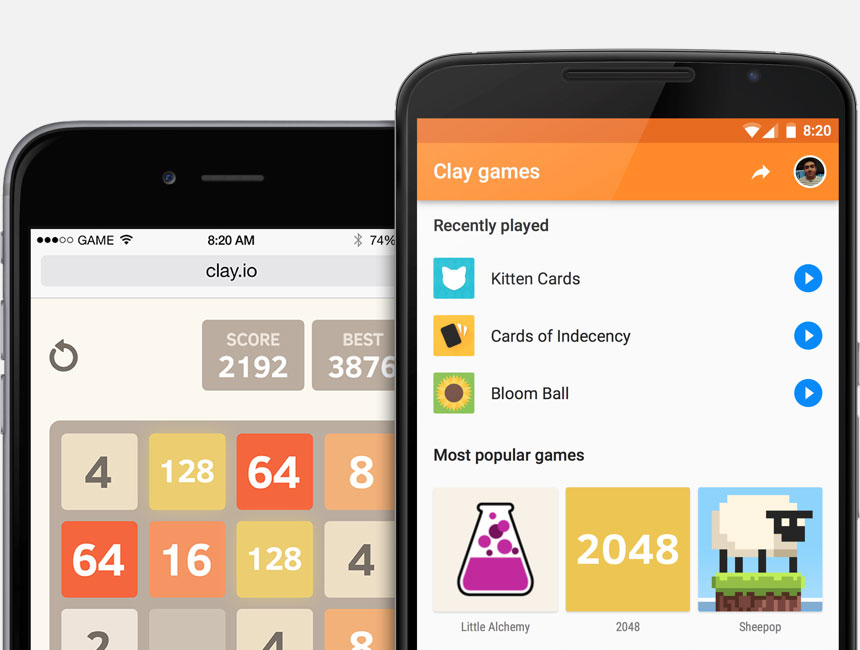 GAME
8:20 AM
74%
clay.io
SCORE
2192
BEST
3876
4
128
64
8
64
16
128
4
2
4
8
8:20
Clay games
Recently played
Kitten Cards
Cards of Indecency
Bloom Ball
Most popular games
2048
Little Alchemy
2048
Sheepop